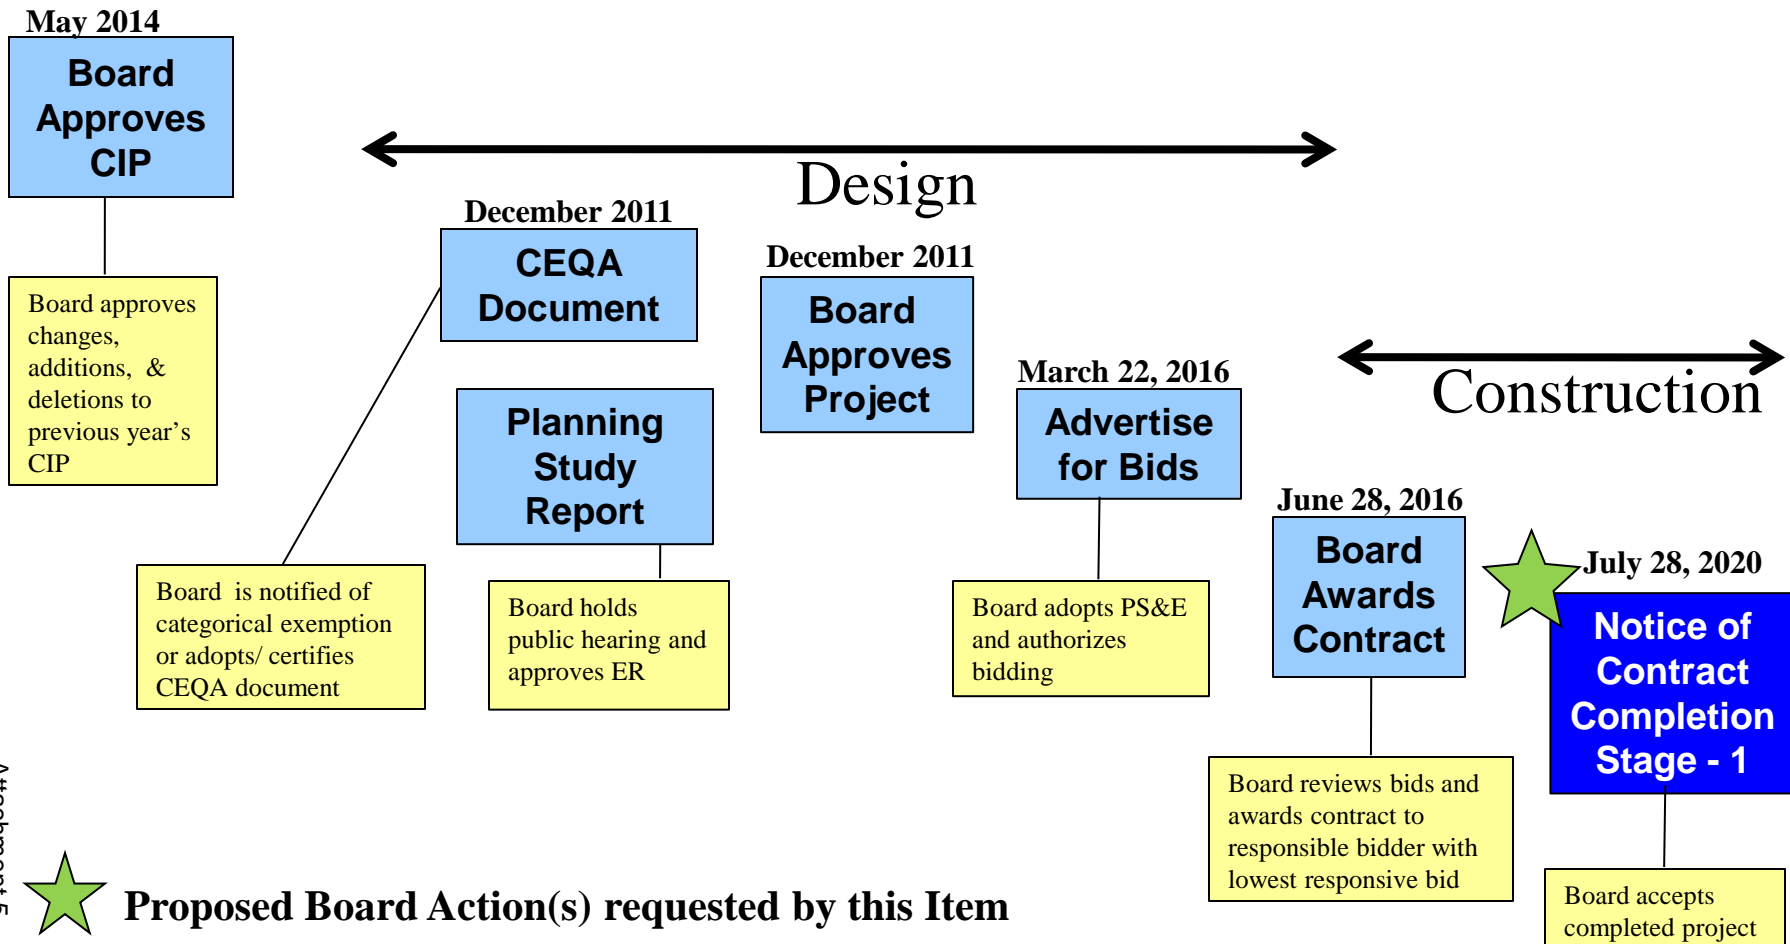 May 2014
Board
Approves
CIP
Board approves
changes,
additions, &
deletions to
previous year's
CIP
Design
December 2011
CEQA
Document
Board is notified of
categorical exemption
or adopts/ certifies
CEQA document
Planning
Study
Report
Board holds
public hearing and
approves ER
December 2011
Board
Approves
Project
March 22, 2016
Advertise
for Bids
Board adopts PS&E
and authorizes
bidding
Construction
June 28, 2016
Board
Awards
Contract
Board reviews bids and
awards contract to
responsible bidder with
lowest responsive bid
July 28, 2020
Notice of
Contract
Completion
Stage - 1
Board accepts
completed project
Proposed Board Action(s) requested by this Item